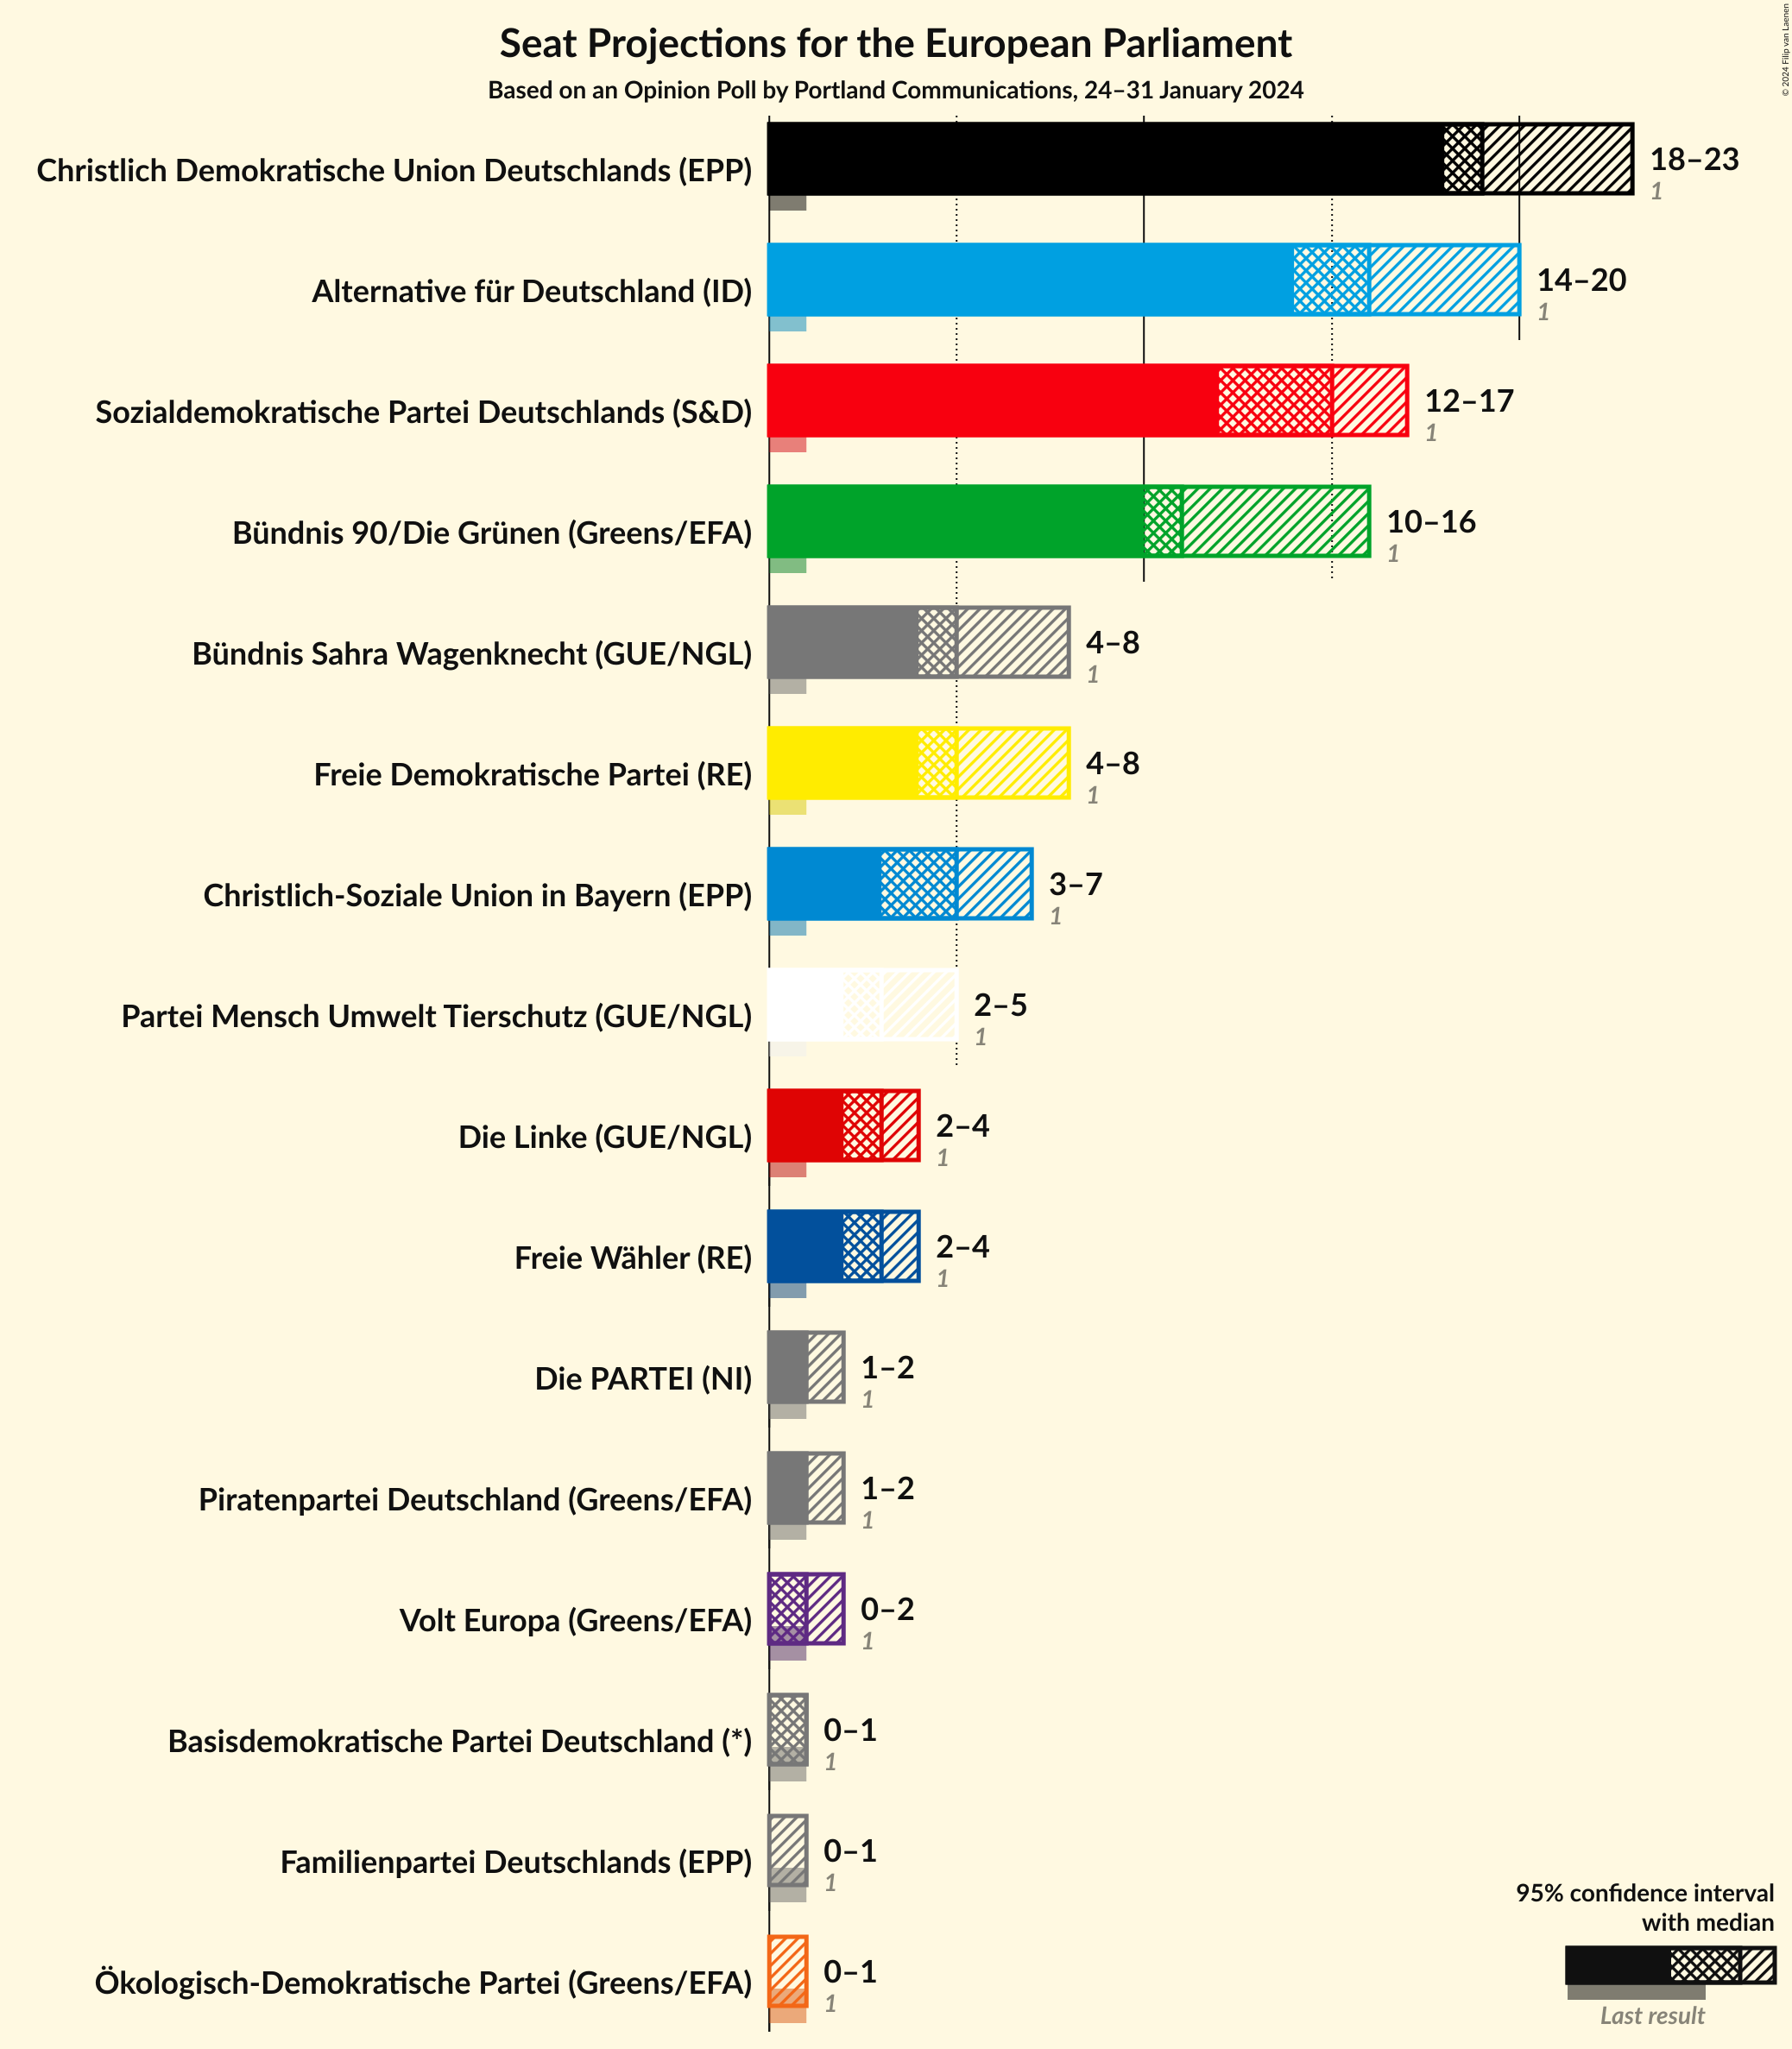 Seat Projections for the European Parliament
Based on an Opinion Poll by Portland Communications, 24–31 January 2024
© 2024 Filip van Laenen
Christlich Demokratische Union Deutschlands (EPP)
18–23
1
Alternative für Deutschland (ID)
14–20
1
Sozialdemokratische Partei Deutschlands (S&D)
12–17
1
Bündnis 90/Die Grünen (Greens/EFA)
10–16
1
Bündnis Sahra Wagenknecht (GUE/NGL)
4–8
1
Freie Demokratische Partei (RE)
4–8
1
Christlich-Soziale Union in Bayern (EPP)
3–7
1
Partei Mensch Umwelt Tierschutz (GUE/NGL)
2–5
1
Die Linke (GUE/NGL)
2–4
1
Freie Wähler (RE)
2–4
1
Die PARTEI (NI)
1–2
1
Piratenpartei Deutschland (Greens/EFA)
1–2
1
Volt Europa (Greens/EFA)
0–2
1
Basisdemokratische Partei Deutschland (*)
0–1
1
Familienpartei Deutschlands (EPP)
0–1
1
Ökologisch-Demokratische Partei (Greens/EFA)
0–1
1
95% confidence interval
with median
Last result